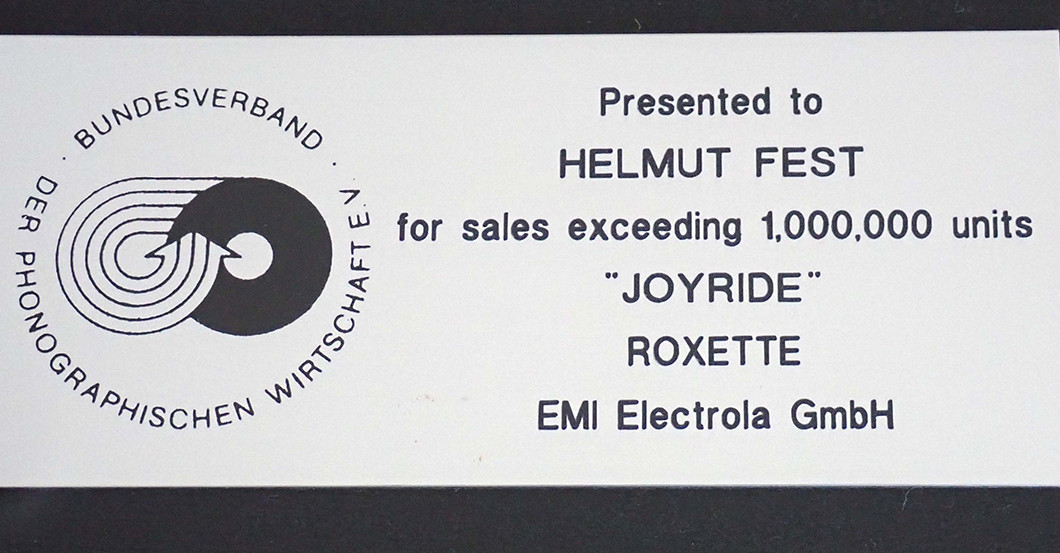 · BUNDESVERBAND ·
DER PHONOGRAPHISCHEN WIRTSCHAFT E.V
Presented to
HELMUT FEST
for sales exceeding 1,000,000 units
"JOYRIDE"
ROXETTE
EMI Electrola GmbH